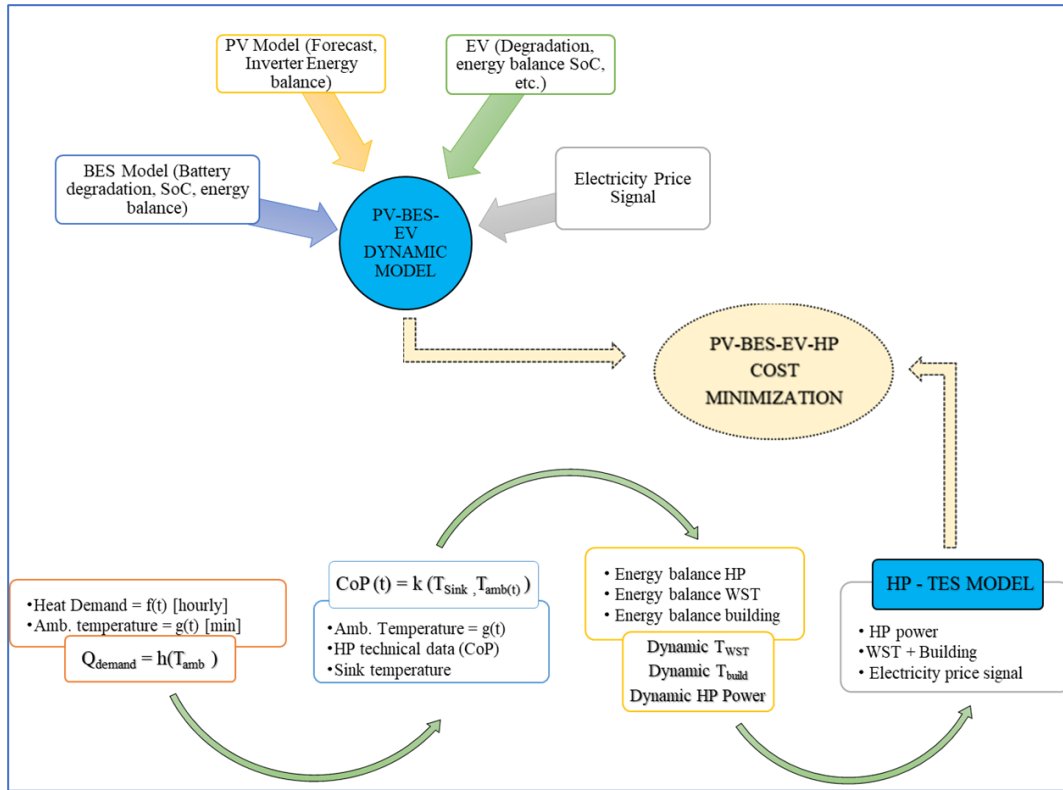 PV Model (Forecast,
Inverter Energy
balance)
EV (Degradation,
energy balance SoC,
etc.)
BES Model (Battery
degradation, SoC, energy
balance)
Electricity Price
Signal
PV-BES-
EV
DYNAMIC
MODEL
PV-BES-EV-HP
COST
MINIMIZATION
•Heat Demand = f(t) [hourly]
•Amb. temperature = g(t) [min]
Qdemand = h(Tamb )
CoP (t) = k (TSink ,Tamb(t))
•Amb. Temperature = g(t)
•HP technical data (CoP)
•Sink temperature
• Energy balance HP
• Energy balance WST
• Energy balance building
Dynamic TWST
Dynamic Tbuild
Dynamic HP Power
HP - TES MODEL
• HP power
•WST + Building
• Electricity price signal